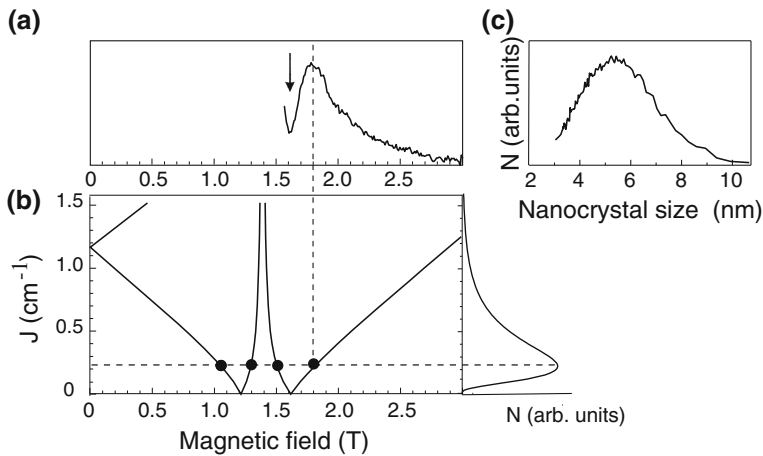 (a)
0 0.5 1.0 1.5 2.0 2.5
(b)
J (cm⁻¹)
1.5
1.0
0.5
0
0 0.5 1.0 1.5 2.0 2.5
Magnetic field (T)
N (arb. units)
(c)
N (arb.units)
2 4 6 8 10
Nanocrystal size (nm)